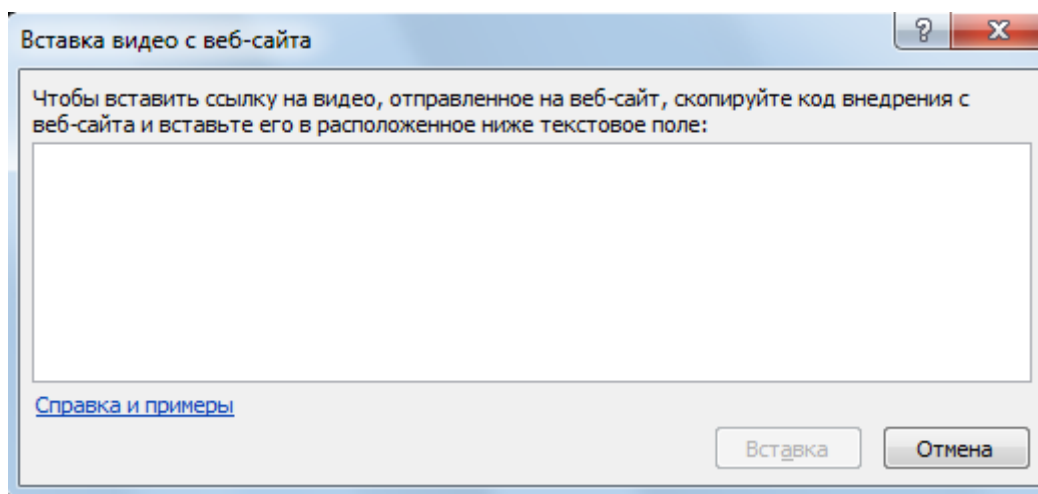 Вставка видео с веб-сайта
Чтобы вставить ссылку на видео, отправленное на веб-сайт, скопируйте код внедрения с
веб-сайта и вставьте его в расположенное ниже текстовое поле:
Справка и примеры
Вставка
Отмена